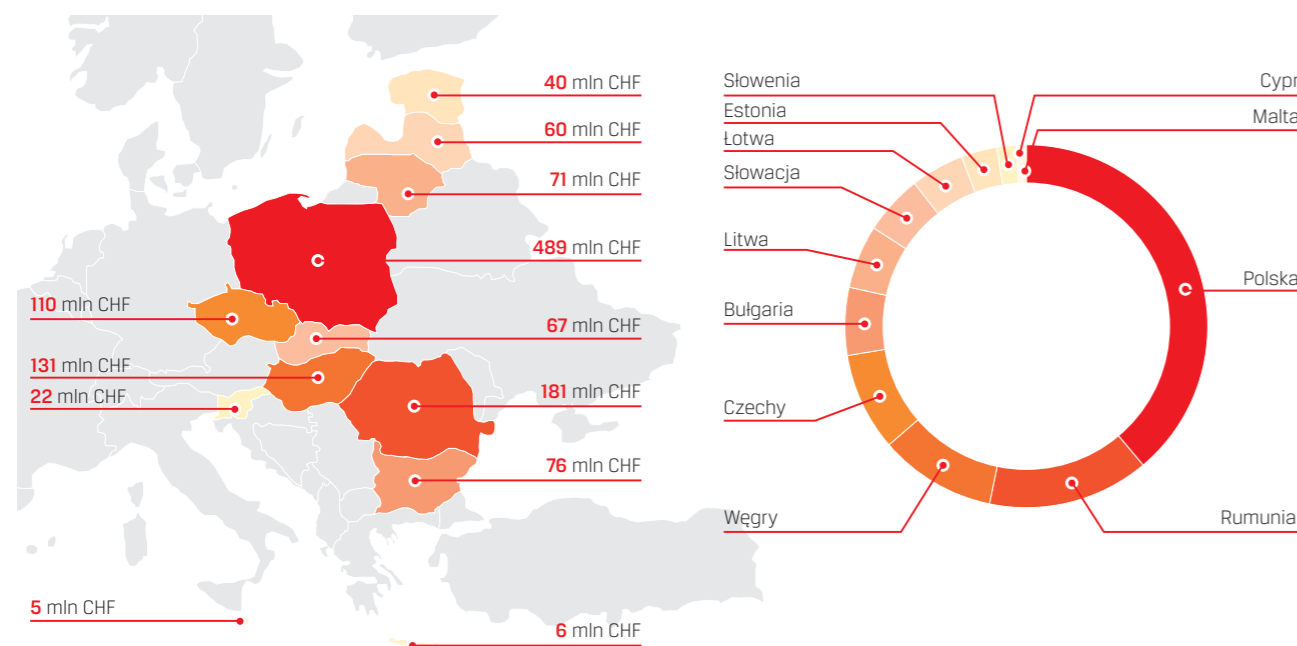 40 mln CHF
60 mln CHF
71 mln CHF
489 mln CHF
110 mln CHF
67 mln CHF
131 mln CHF
22 mln CHF
181 mln CHF
76 mln CHF
5 mln CHF
6 mln CHF
Słowenia
Estonia
Łotwa
Słowacja
Litwa
Bułgaria
Czechy
Węgry
Cypr
Malta
Polska
Rumunia